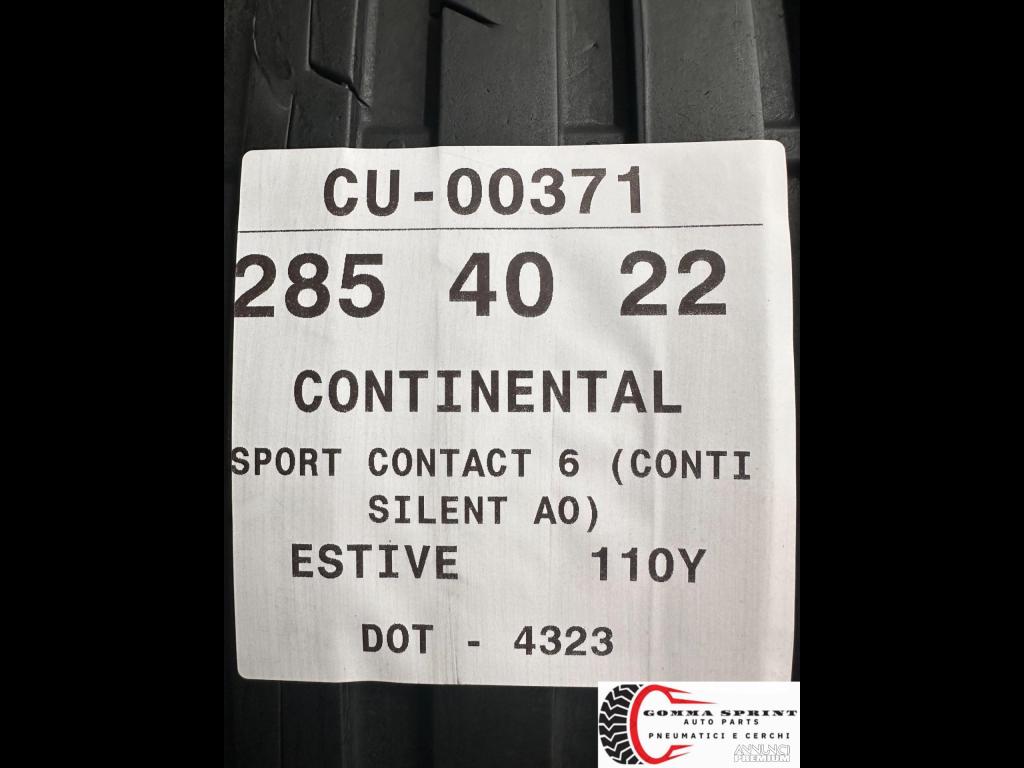 CU-00371
285 40 22
CONTINENTAL
SPORT CONTACT 6 (CONTI
SILENT AO)
ESTIVE 110Y
DOT - 4323
GOMMA SPRINT
AUTO PARTS
PNEUMATICI E CERCHI
ANNUNCI
PREMIUM